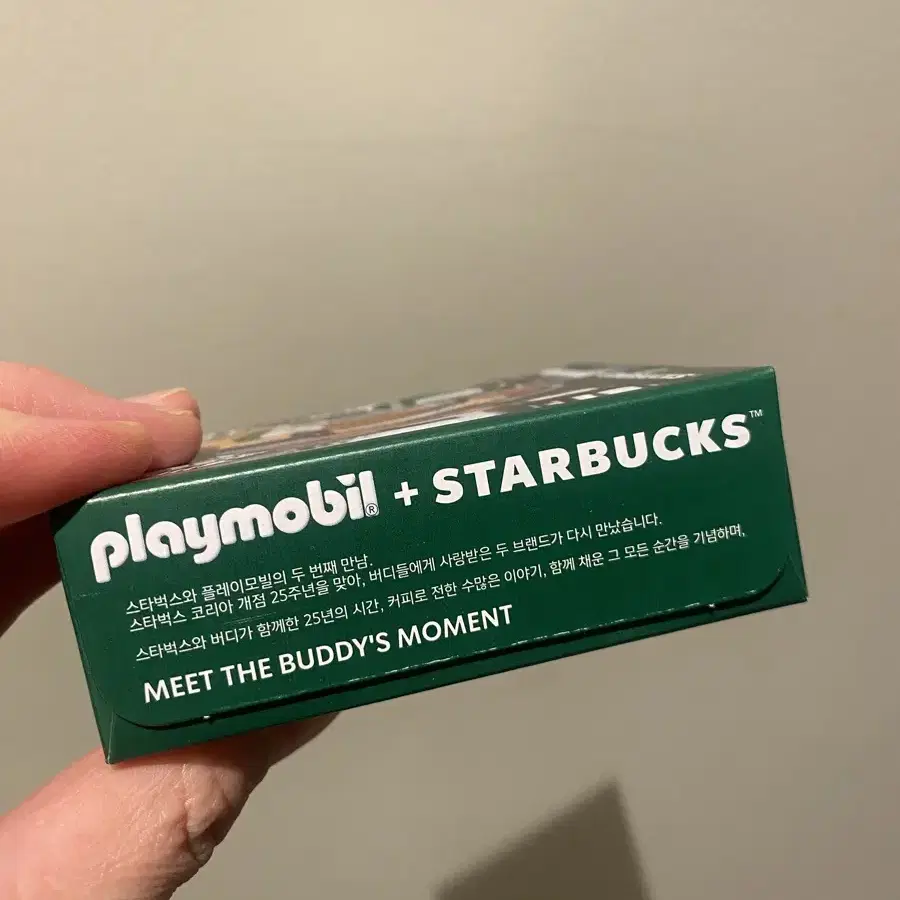 playmobil® + STARBUCKS™
스타벅스와 플레이모빌의 두 번째 만남.
스타벅스 코리아 개점 25주년을 맞아, 버디들에게 사랑받은 두 브랜드가 다시 만났습니다.
스타벅스와 버디가 함께한 25년의 시간, 커피로 전한 수많은 이야기, 함께 채운 그 모든 순간을 기념하며,
MEET THE BUDDY'S MOMENT